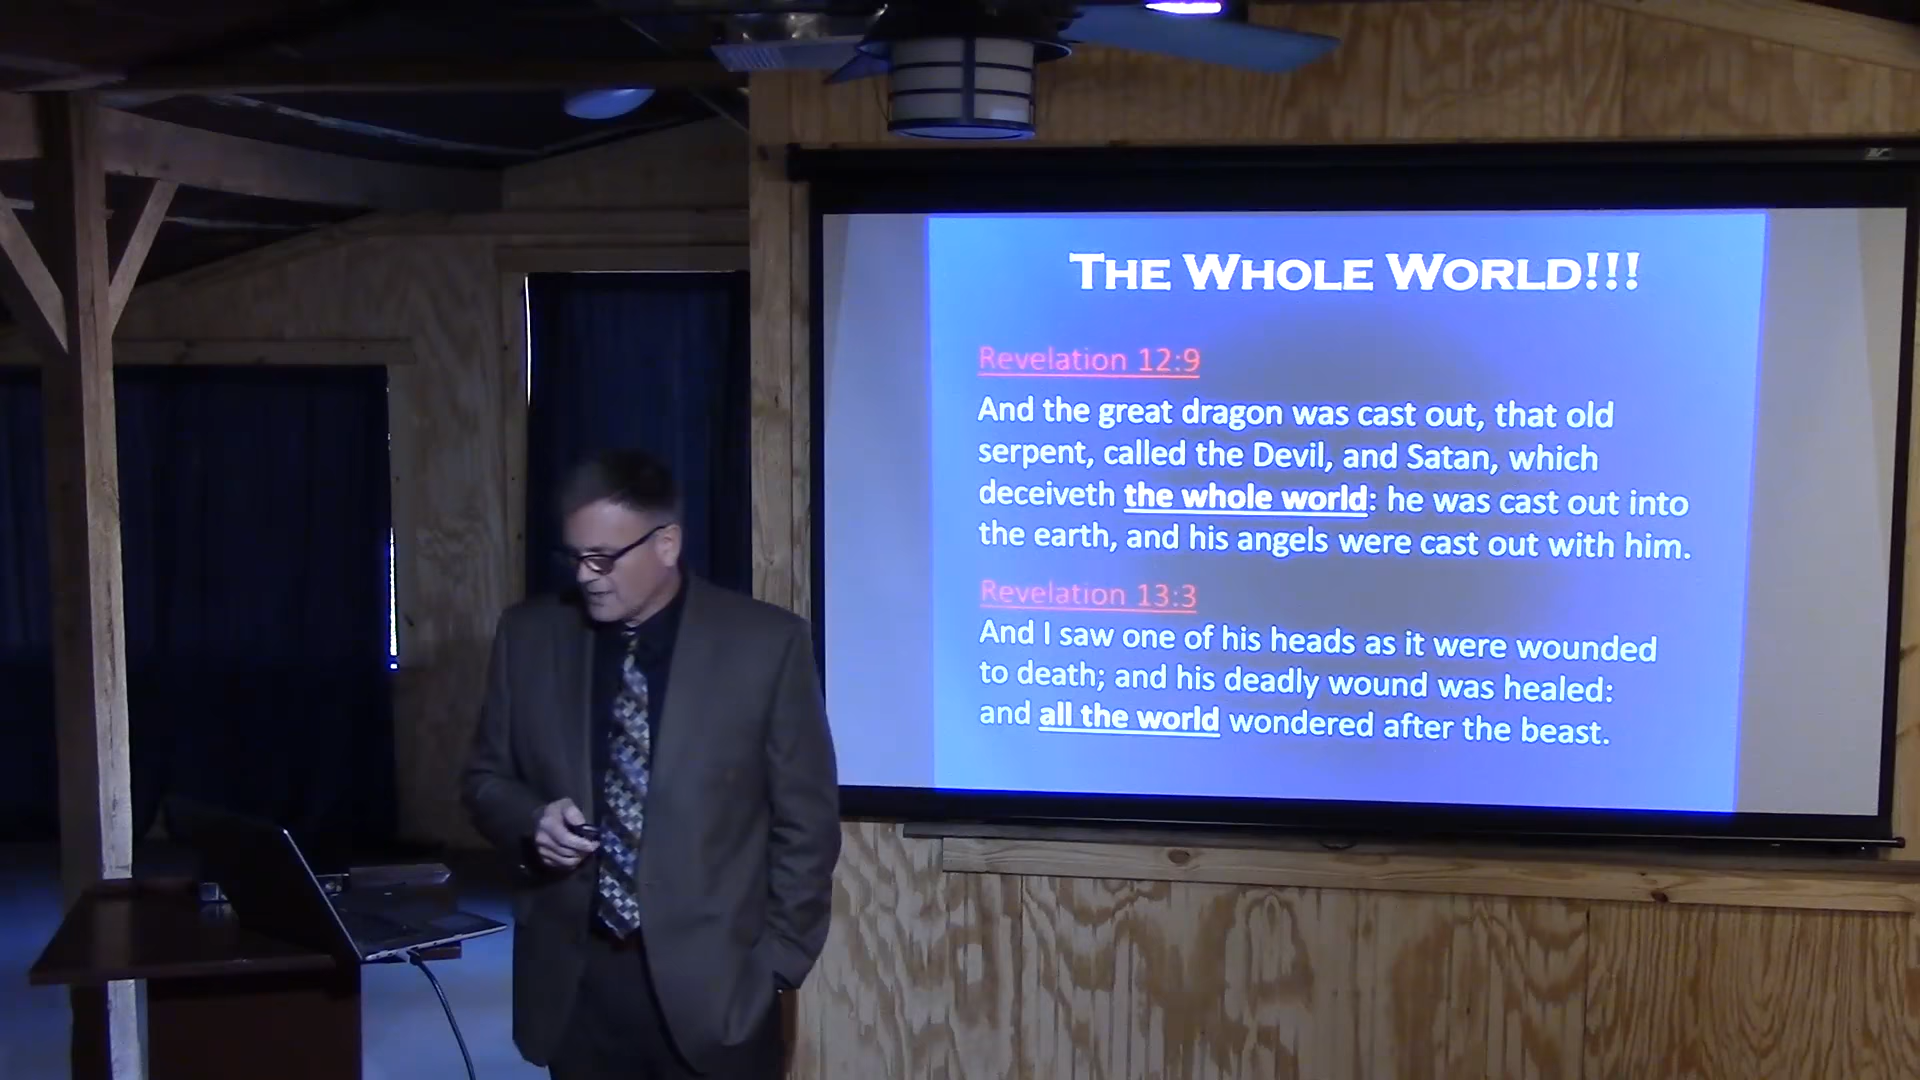 THE WHOLE WORLD!!!
Revelation 12:9
And the great dragon was cast out, that old
serpent, called the Devil, and Satan, which
deceiveth the whole world: he was cast out into
the earth, and his angels were cast out with him.
Revelation 13:3
And I saw one of his heads as it were wounded
to death; and his deadly wound was healed:
and all the world wondered after the beast.